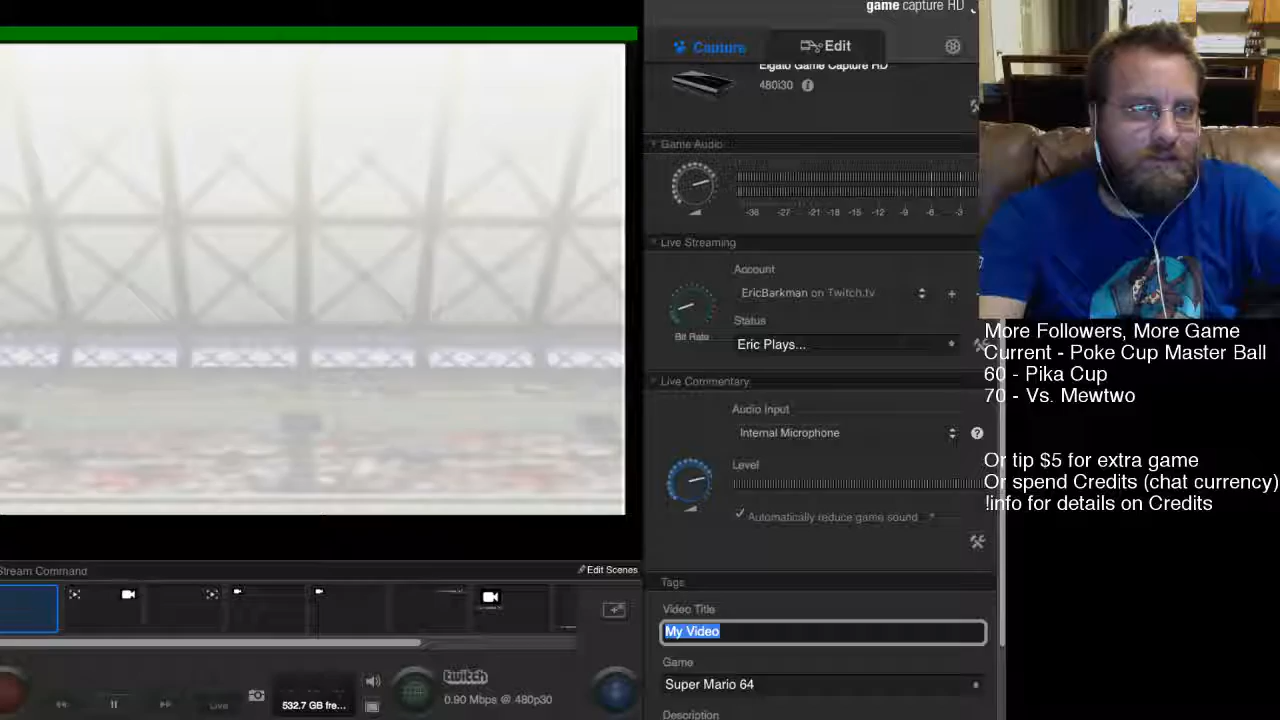 game capture HD
Capture
Edit
Elgato Game Capture HD
480i30
Game Audio
-36 -27 -21 -18 -15 -12 -9 -6 -3
Live Streaming
Account
EricBarkman on Twitch.tv
Status
Bit Rate
Eric Plays...
Live Commentary
Audio Input
Internal Microphone
Level
Automatically reduce game sound
Stream Command
Edit Scenes
Tags
Video Title
My Video
Game
Super Mario 64
Description
Live
532.7 GB fre...
twitch
0.90 Mbps @ 480p30
More Followers, More Game
Current - Poke Cup Master Ball
60 - Pika Cup
70 - Vs. Mewtwo
Or tip $5 for extra game
Or spend Credits (chat currency)
!info for details on Credits